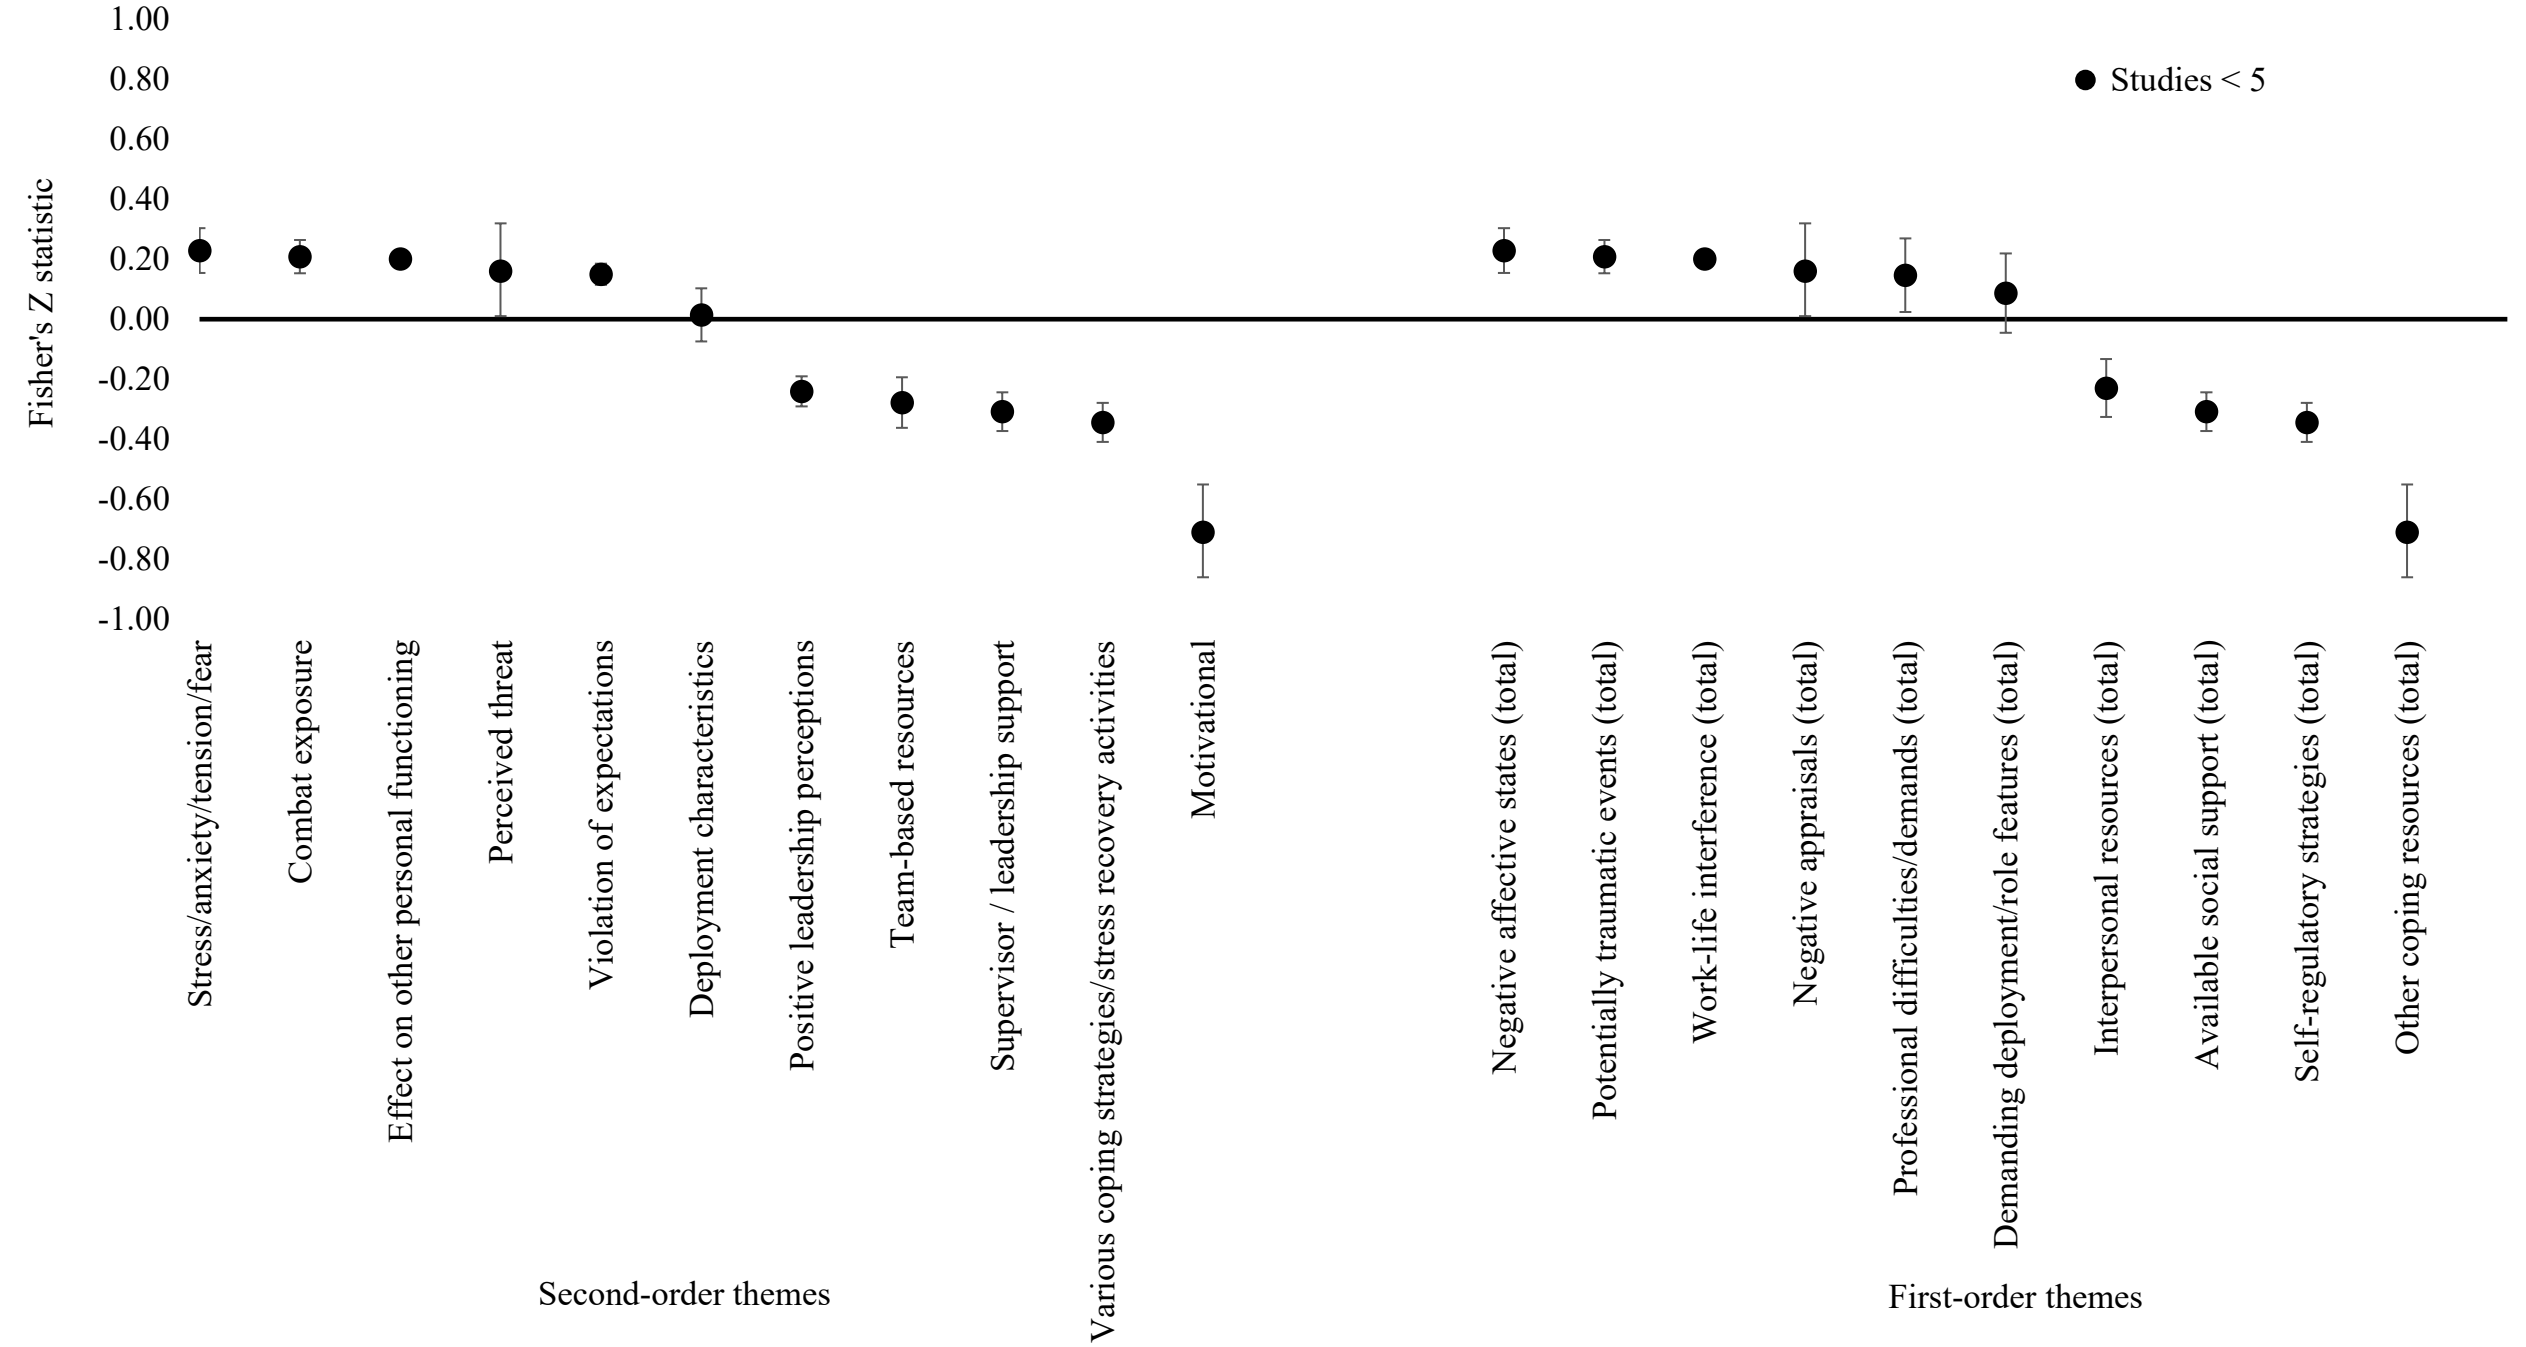 1.00
0.80
0.60
0.40
0.20
0.00
-0.20
-0.40
-0.60
-0.80
-1.00
Fisher's Z statistic
Studies < 5
Stress/anxiety/tension/fear
Combat exposure
Effect on other personal functioning
Perceived threat
Violation of expectations
Deployment characteristics
Positive leadership perceptions
Team-based resources
Supervisor / leadership support
Various coping strategies/stress recovery activities
Motivational
Negative affective states (total)
Potentially traumatic events (total)
Work-life interference (total)
Negative appraisals (total)
Professional difficulties/demands (total)
Demanding deployment/role features (total)
Interpersonal resources (total)
Available social support (total)
Self-regulatory strategies (total)
Other coping resources (total)
Second-order themes
First-order themes